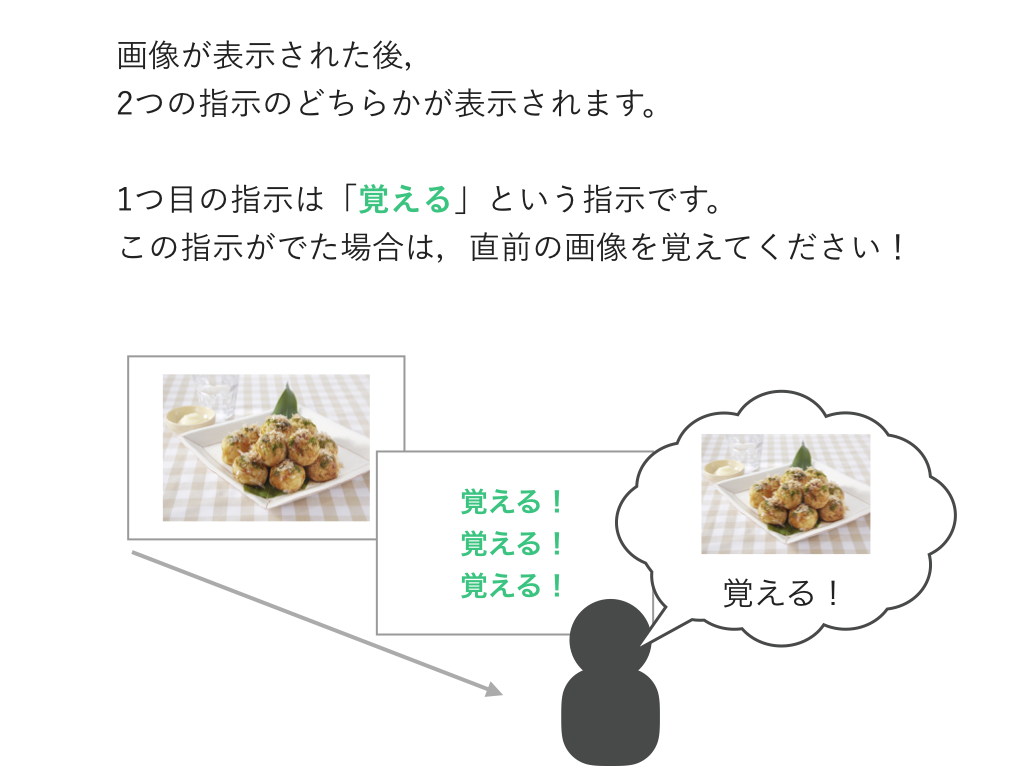 画像が表示された後，
2つの指示のどちらかが表示されます。
1つ目の指示は「覚える」という指示です。
この指示がでた場合は，直前の画像を覚えてください！
覚える！
覚える！
覚える！
覚える！